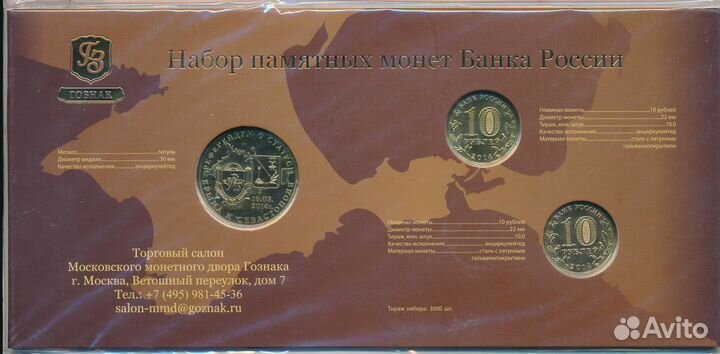 ГОЗНАК
Набор памятных монет Банка России
Металл латунь
Диаметр медали 30 мм
Качество исполнения анциркулейтед
РЕФЕРЕНДУМ О СТАТУСЕ
КРЫМА И СЕВАСТОПОЛЯ
16.03.
2014г.
БАНК РОССИИ
10
РУБЛЕЙ
2014
Номинал монеты 10 рублей
Диаметр монеты 22 мм
Тираж, млн. штук 10,0
Качество исполнения анциркулейтед
Материал монеты сталь с латунным
гальванопокрытием
Номинал монеты 10 рублей
Диаметр монеты 22 мм
Тираж, млн. штук 10,0
Качество исполнения анциркулейтед
Материал монеты сталь с латунным
гальванопокрытием
БАНК РОССИИ
10
РУБЛЕЙ
2014
Торговый салон
Московского монетного двора Гознака
г. Москва, Ветошный переулок, дом 7
Тел.: +7 (495) 981-45-36
salon-mmd@goznak.ru
Тираж набора: 3000 шт.
Avito